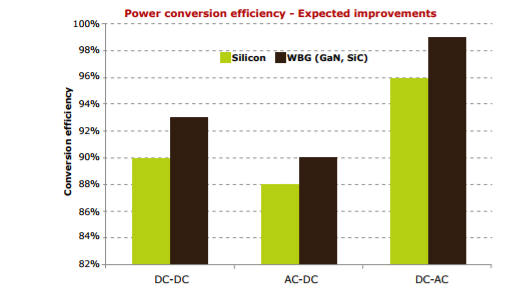 Power conversion efficiency – Expected improvements
100%
98%
Silicon WBG (GaN, SiC)
96%
94%
92%
90%
88%
86%
84%
82%
Conversion efficiency
DC-DC AC-DC DC-AC